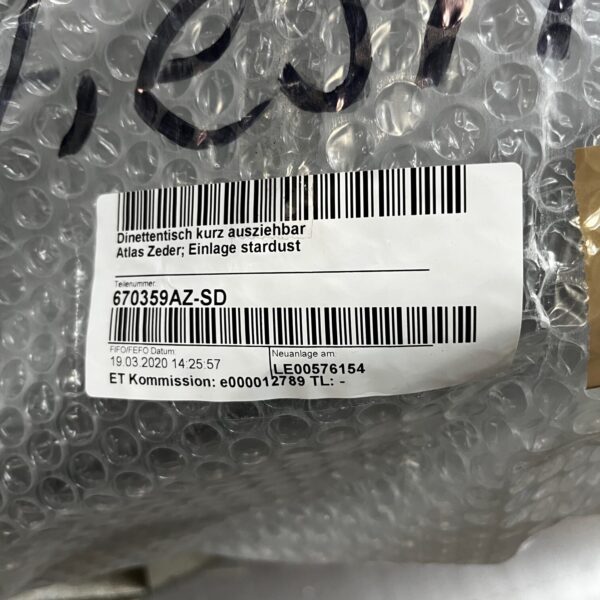 Dinettentisch kurz ausziehbar
Atlas Zeder; Einlage stardust
Teilenummer:
670359AZ-SD
FIFO/FEFO Datum
19.03.2020 14:25:57
Neuanlage am:
LE00576154
ET Kommission: e000012789 TL: -